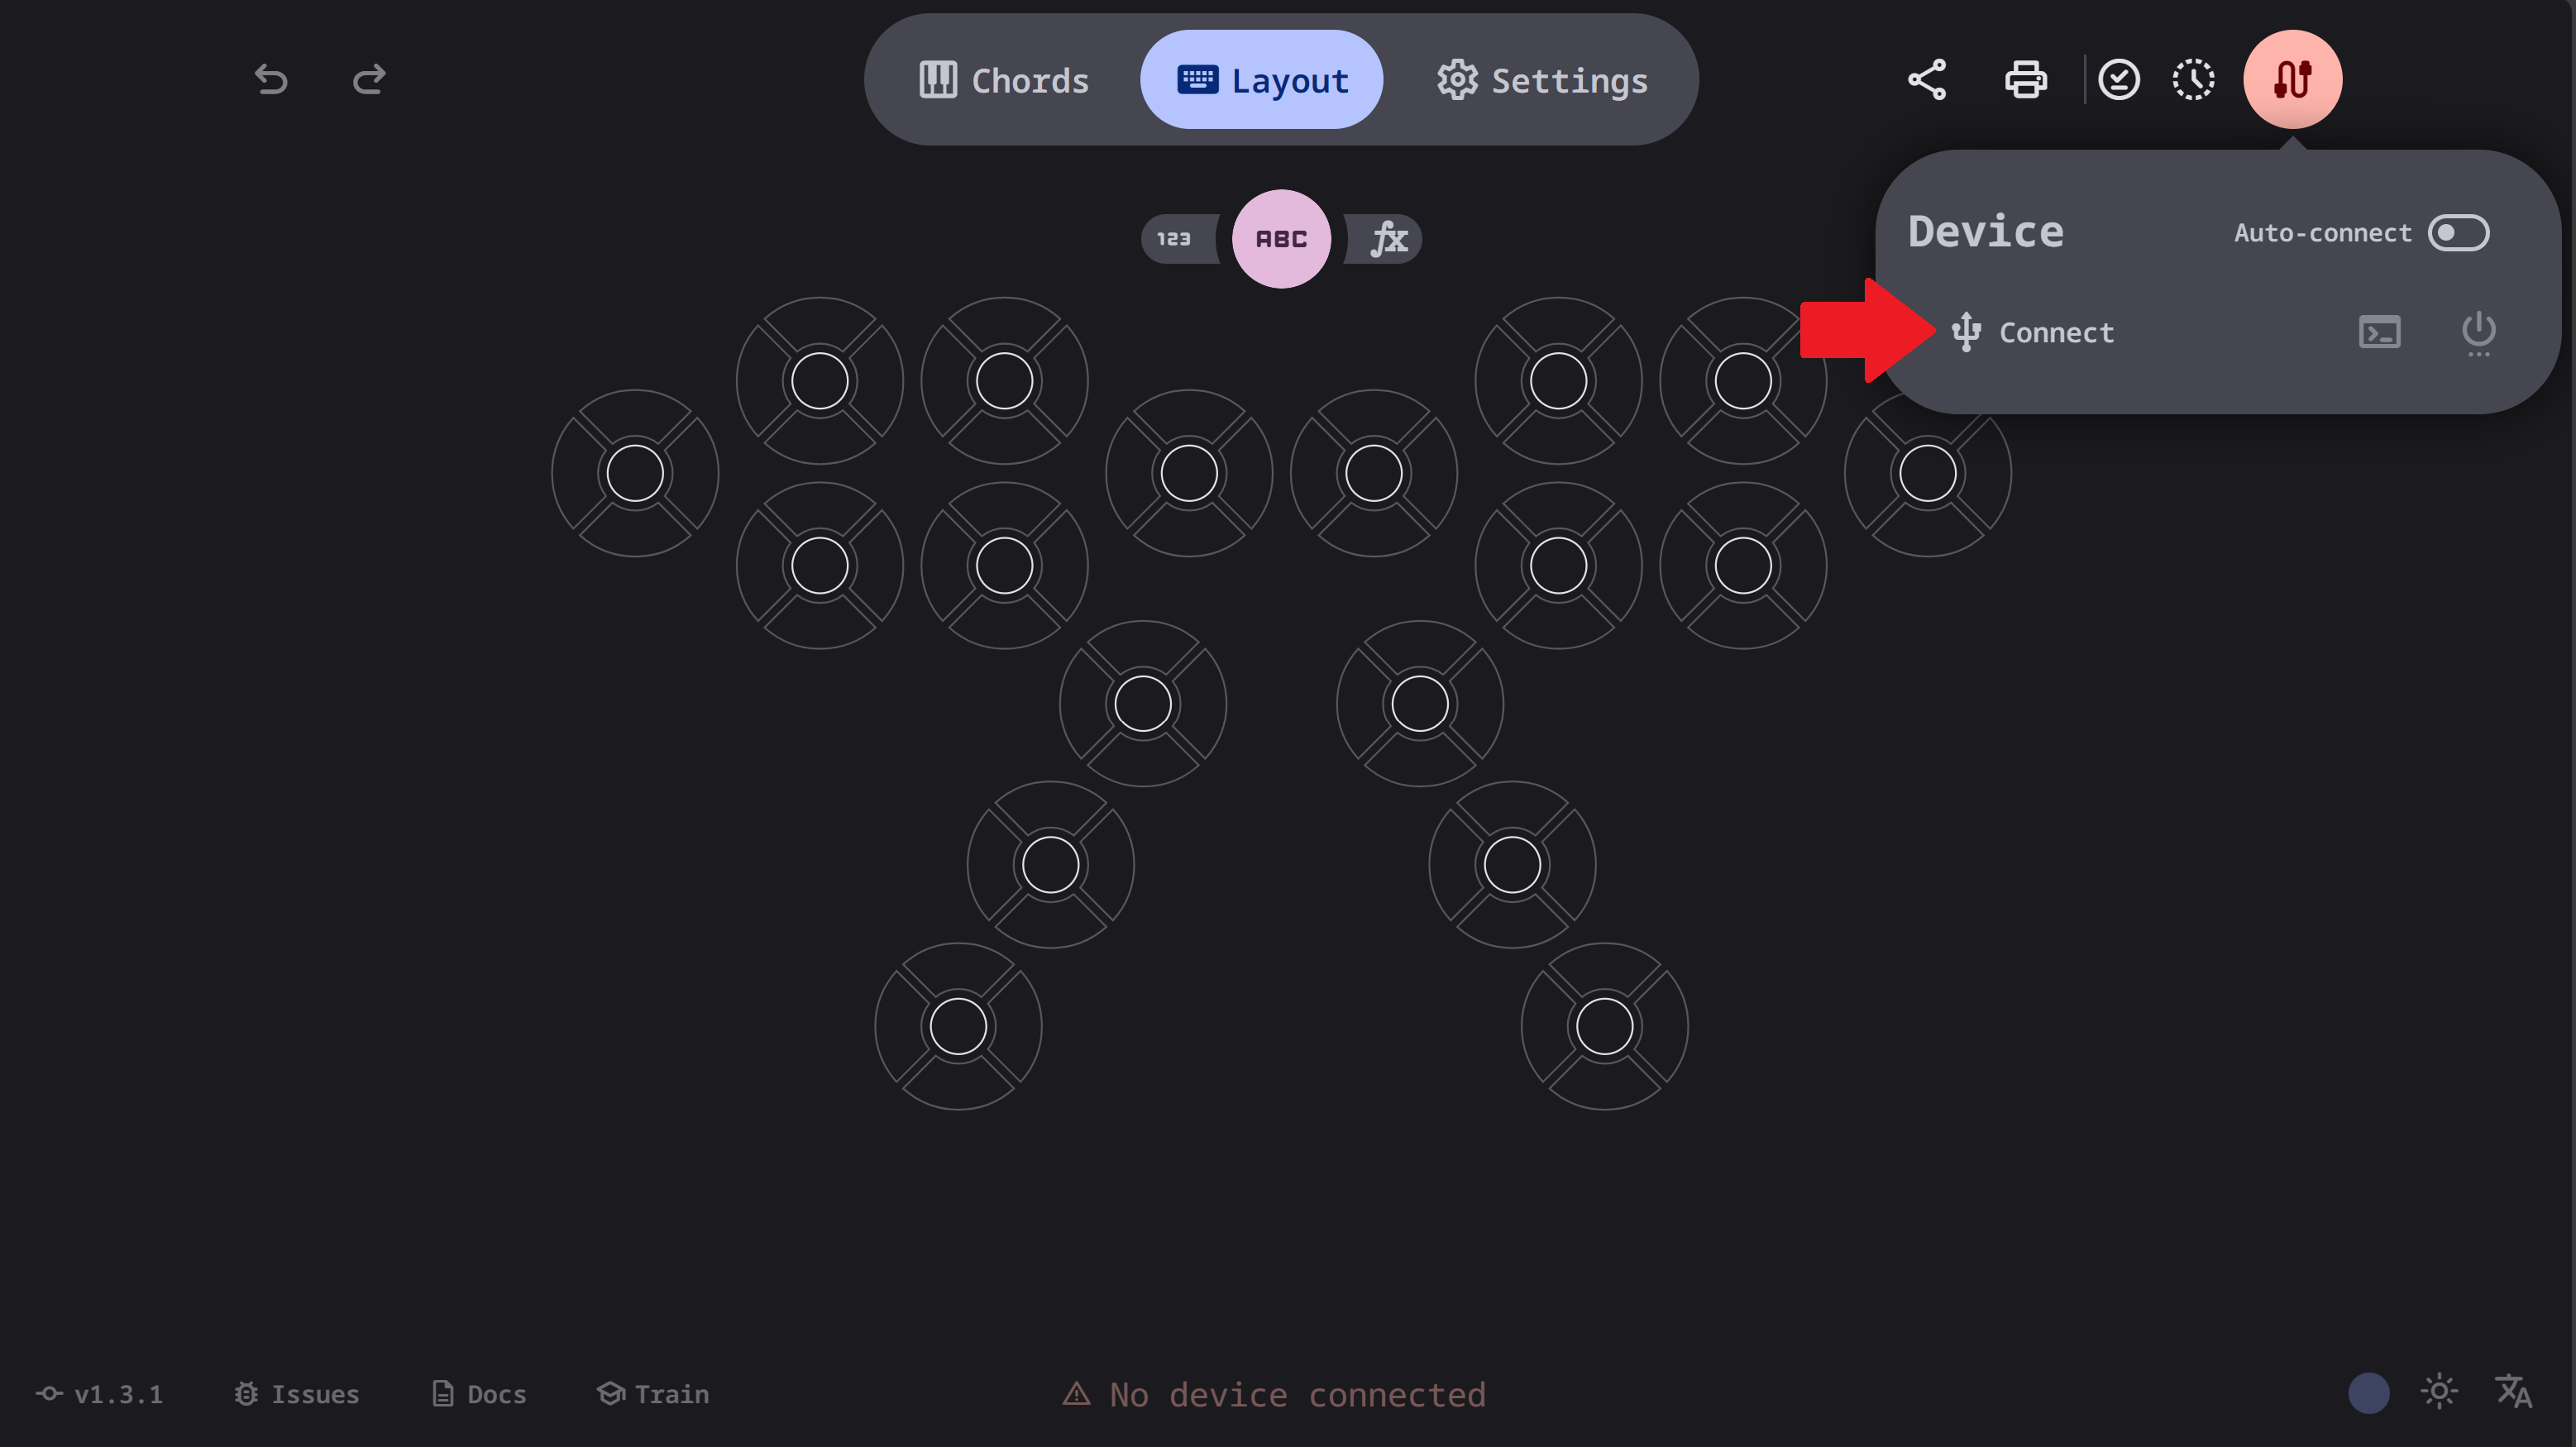 Chords
Layout
Settings
123
ABC
fx
Device
Auto-connect
Connect
v1.3.1
Issues
Docs
Train
No device connected